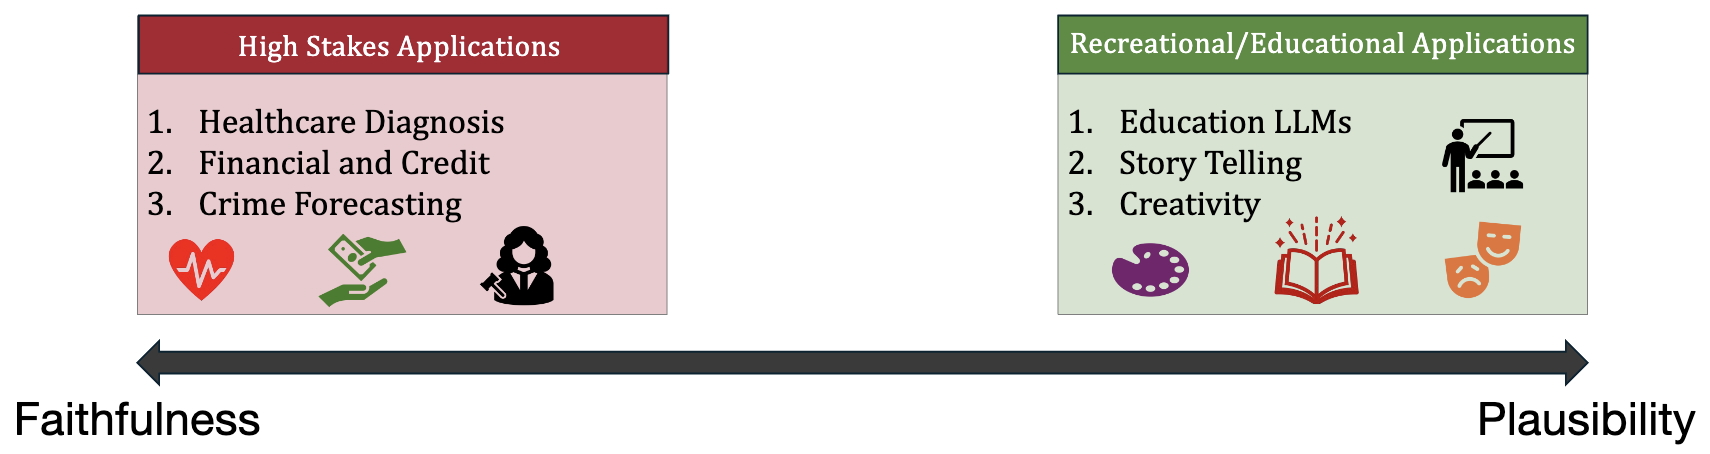 High Stakes Applications
1. Healthcare Diagnosis
2. Financial and Credit
3. Crime Forecasting
Recreational/Educational Applications
1. Education LLMs
2. Story Telling
3. Creativity
Faithfulness
Plausibility